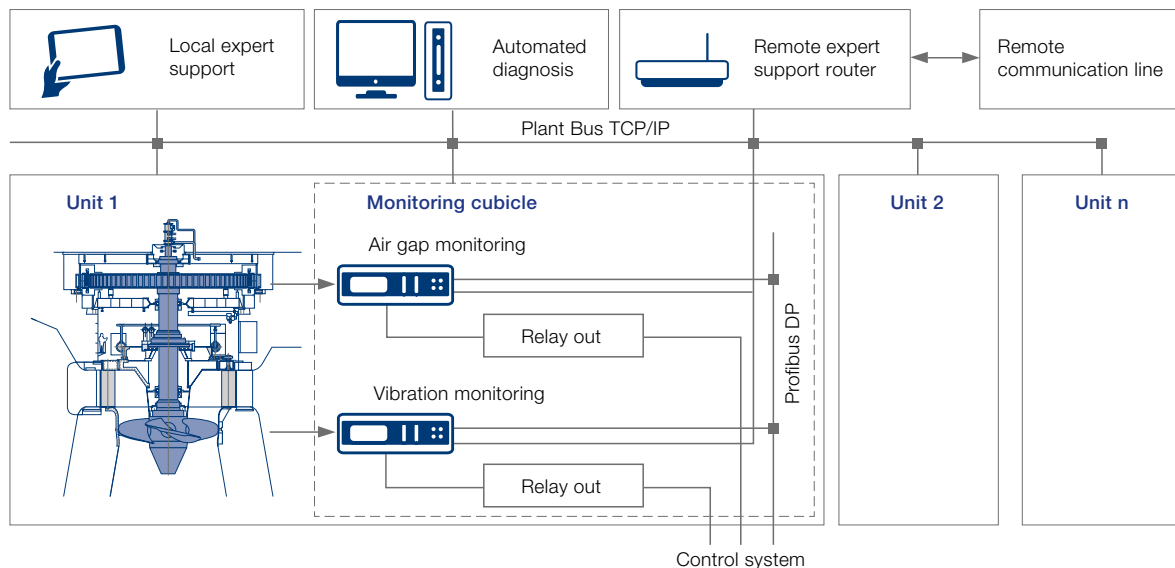 Local expert
support
Automated
diagnosis
Remote expert
support router
Remote
communication line
Plant Bus TCP/IP
Unit 1
Monitoring cubicle
Unit 2
Unit n
Air gap monitoring
Relay out
Profibus DP
Vibration monitoring
Relay out
Control system